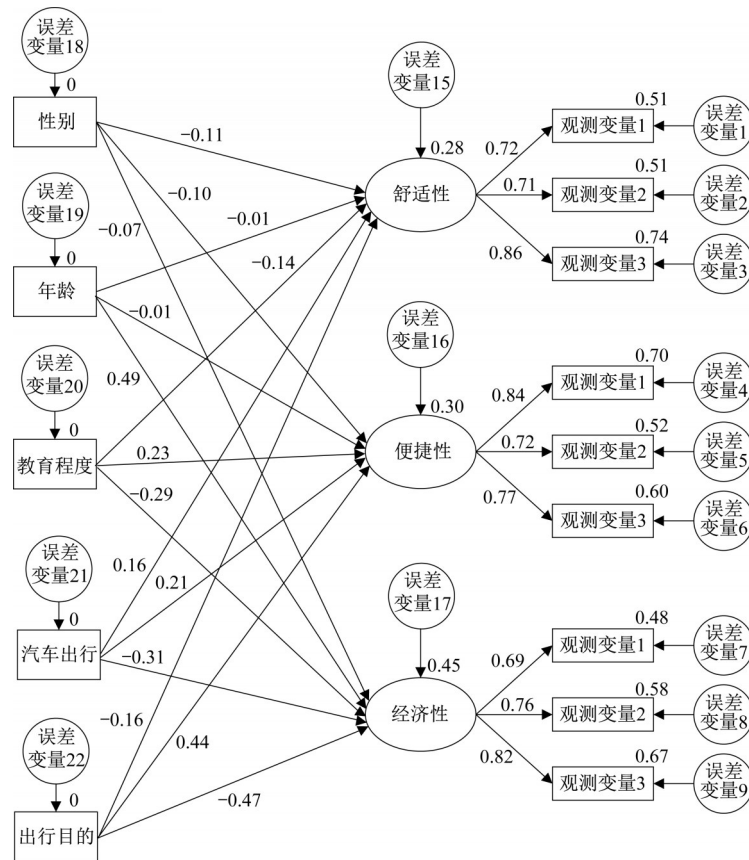 误差
变量18
0
性别
误差
变量19
0
年龄
误差
变量20
0
教育程度
误差
变量21
0
汽车出行
误差
变量22
0
出行目的
−0.11
−0.10
−0.07
−0.01
−0.14
−0.01
0.49
0.23
−0.29
0.16
0.21
−0.31
−0.16
0.44
−0.47
误差
变量15
0.28
舒适性
0.72
0.71
0.86
0.51
观测变量1
误差
变量1
0.51
观测变量2
误差
变量2
0.74
观测变量3
误差
变量3
误差
变量16
0.30
便捷性
0.84
0.72
0.77
0.70
观测变量1
误差
变量4
0.52
观测变量2
误差
变量5
0.60
观测变量3
误差
变量6
误差
变量17
0.45
经济性
0.69
0.76
0.82
0.48
观测变量1
误差
变量7
0.58
观测变量2
误差
变量8
0.67
观测变量3
误差
变量9